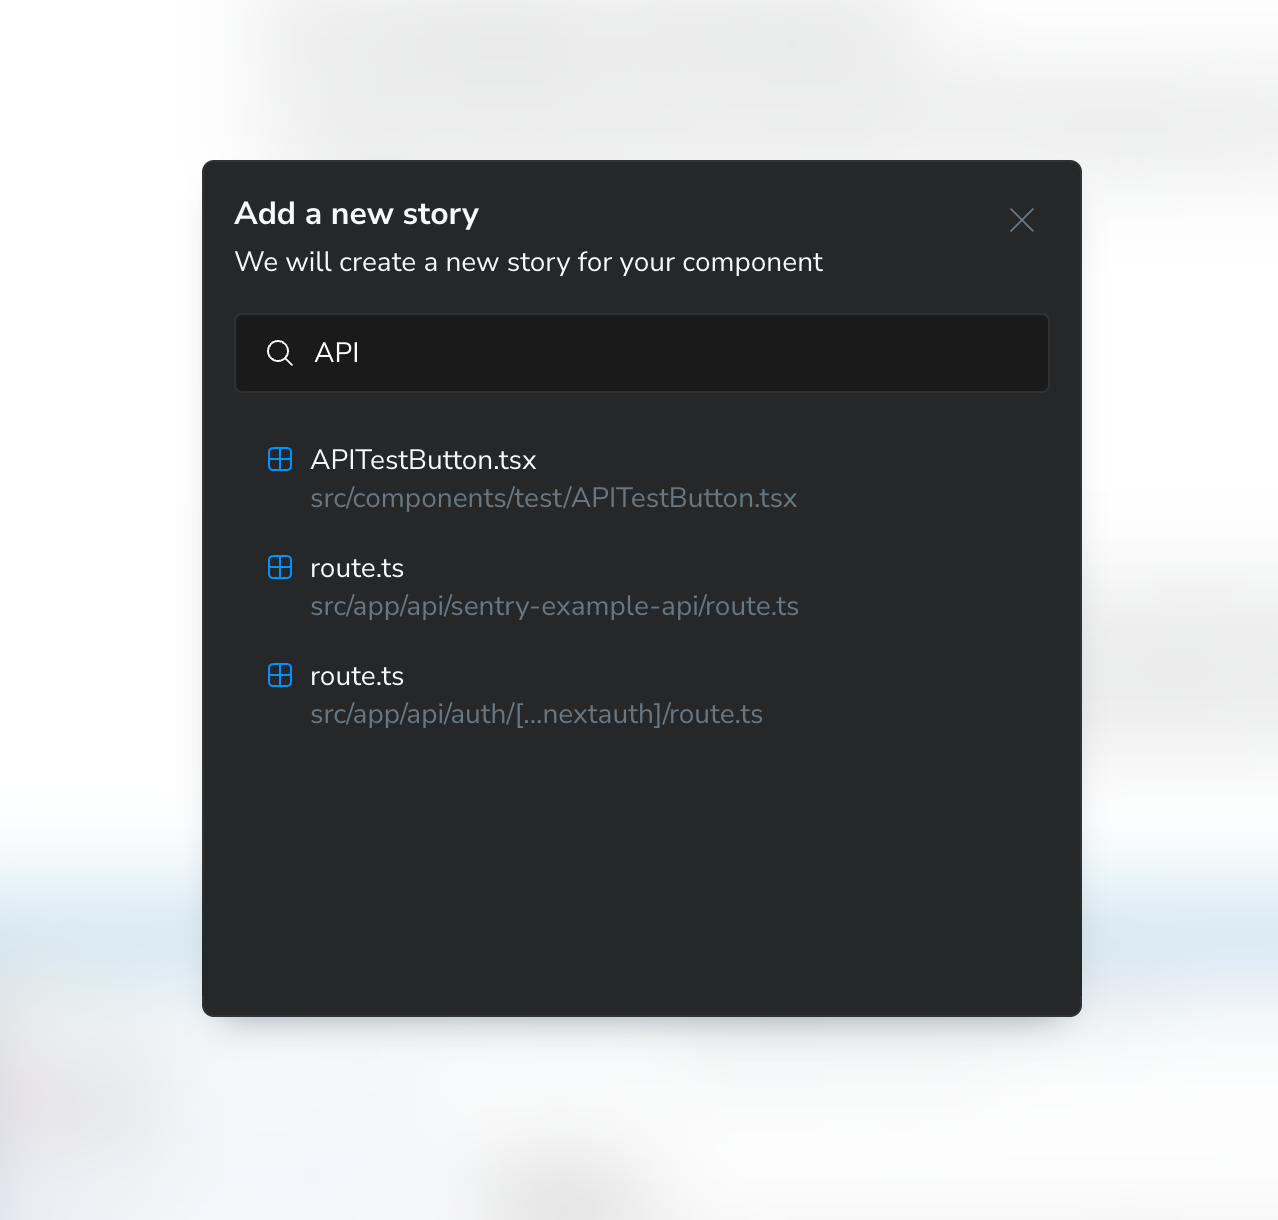 Add a new story
We will create a new story for your component
API
APITestButton.tsx
src/components/test/APITestButton.tsx
route.ts
src/app/api/sentry-example-api/route.ts
route.ts
src/app/api/auth/[...nextauth]/route.ts